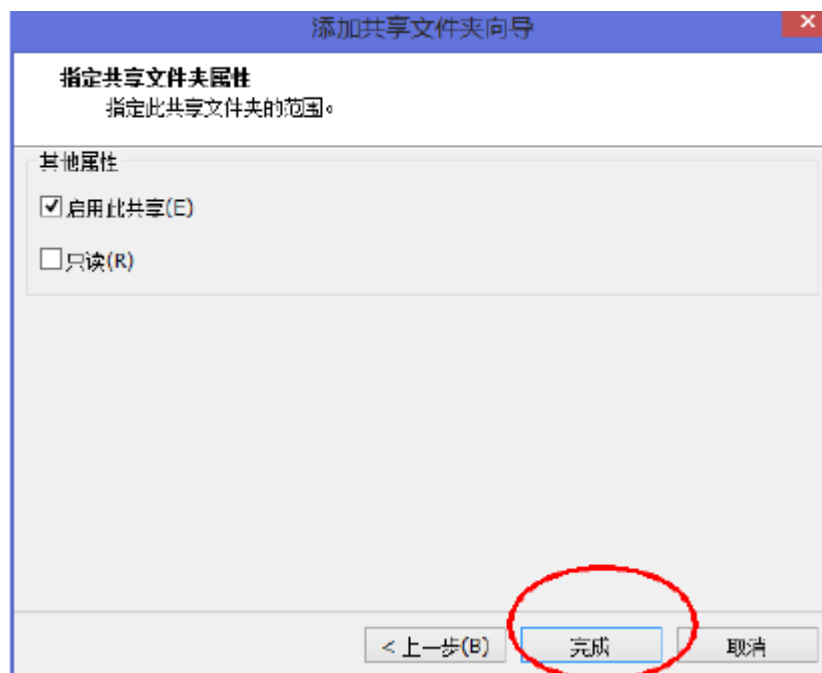 添加共享文件夹向导
指定共享文件夹属性
指定此共享文件夹的范围。
其他属性
启用此共享(E)
只读(R)
<上一步(B)
完成
取消